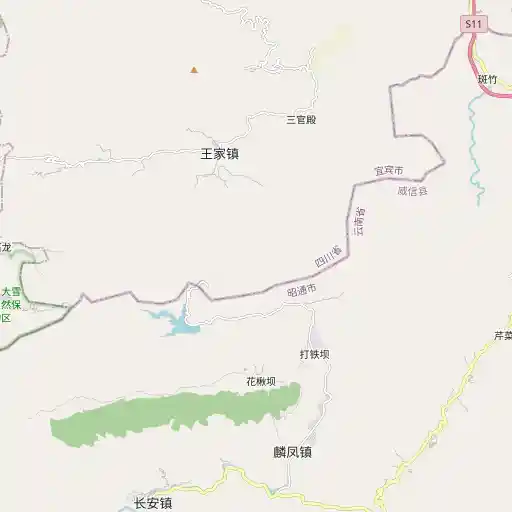 S11
斑竹
三官殿
王家镇
宜宾市
威信县
云南省
四川省
昭通市
龙
大雪
然保
区
芹菜
打铁坝
花楸坝
麟凤镇
长安镇